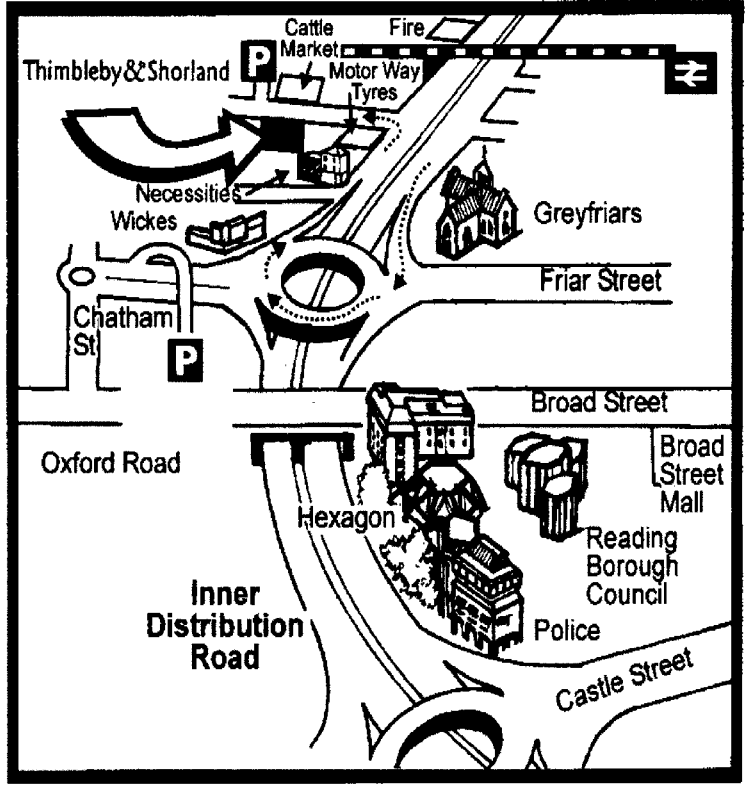 Cattle
Market
Fire
Thimbleby & Shorland
P
Motor Way
Tyres
Necessities
Wickes
Greyfriars
Friar Street
Chatham
St
P
Broad Street
Oxford Road
Broad
Street
Mall
Hexagon
Reading
Borough
Council
Inner
Distribution
Road
Police
Castle Street